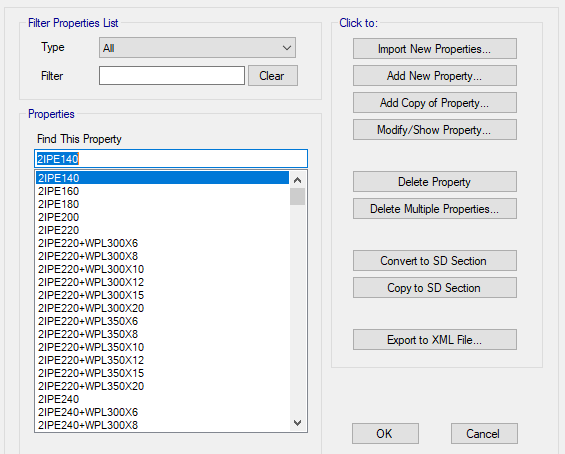 Filter Properties List
Type
All
Filter
Clear
Properties
Find This Property
2IPE140
2IPE140
2IPE160
2IPE180
2IPE200
2IPE220
2IPE220+WPL300X6
2IPE220+WPL300X8
2IPE220+WPL300X10
2IPE220+WPL300X12
2IPE220+WPL300X15
2IPE220+WPL300X20
2IPE220+WPL350X6
2IPE220+WPL350X8
2IPE220+WPL350X10
2IPE220+WPL350X12
2IPE220+WPL350X15
2IPE220+WPL350X20
2IPE240
2IPE240+WPL300X6
2IPE240+WPL300X8
Click to:
Import New Properties...
Add New Property...
Add Copy of Property...
Modify/Show Property...
Delete Property
Delete Multiple Properties...
Convert to SD Section
Copy to SD Section
Export to XML File...
OK
Cancel